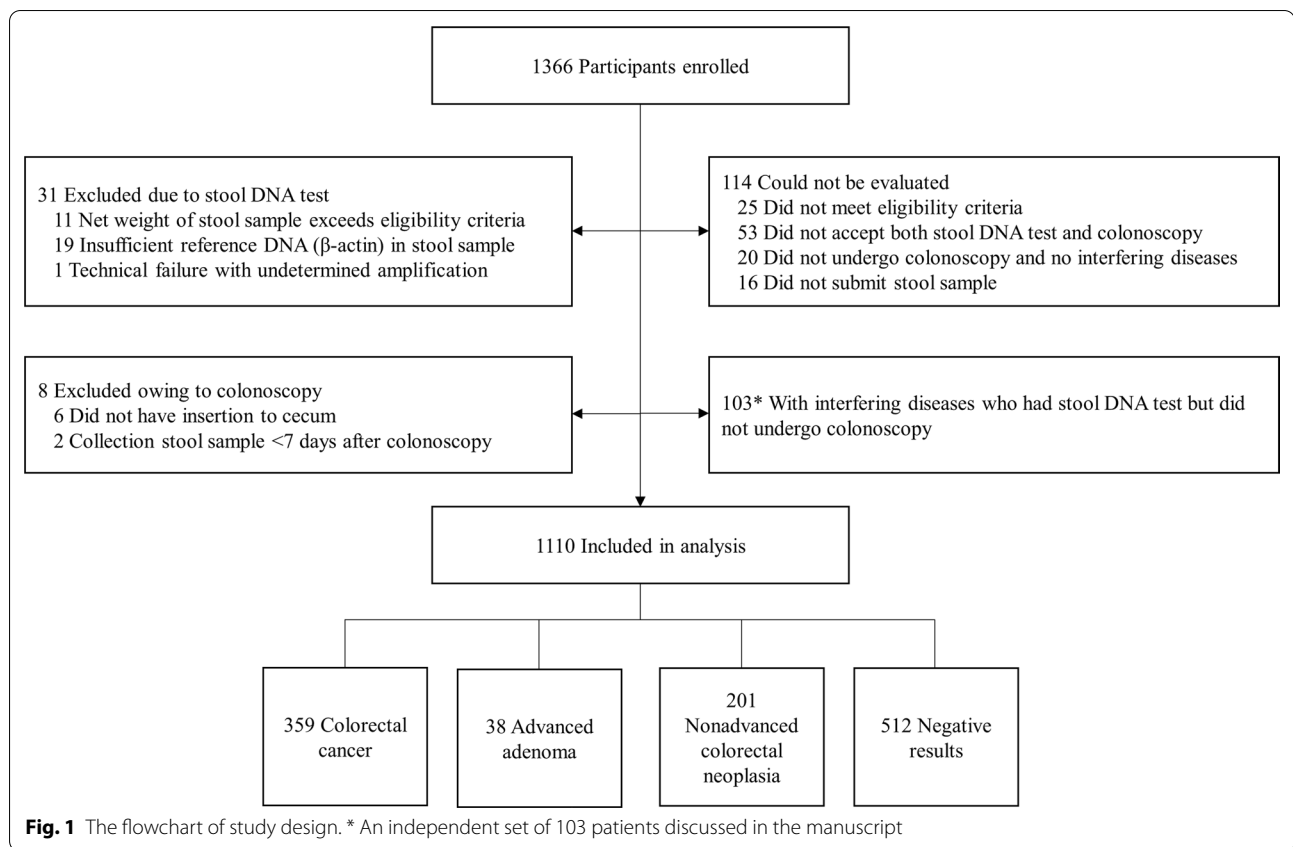 1366 Participants enrolled
31 Excluded due to stool DNA test
11 Net weight of stool sample exceeds eligibility criteria
19 Insufficient reference DNA (β-actin) in stool sample
1 Technical failure with undetermined amplification
114 Could not be evaluated
25 Did not meet eligibility criteria
53 Did not accept both stool DNA test and colonoscopy
20 Did not undergo colonoscopy and no interfering diseases
16 Did not submit stool sample
8 Excluded owing to colonoscopy
6 Did not have insertion to cecum
2 Collection stool sample <7 days after colonoscopy
103* With interfering diseases who had stool DNA test but did
not undergo colonoscopy
1110 Included in analysis
359 Colorectal
cancer
38 Advanced
adenoma
201
Nonadvanced
colorectal
neoplasia
512 Negative
results
Fig. 1 The flowchart of study design. * An independent set of 103 patients discussed in the manuscript